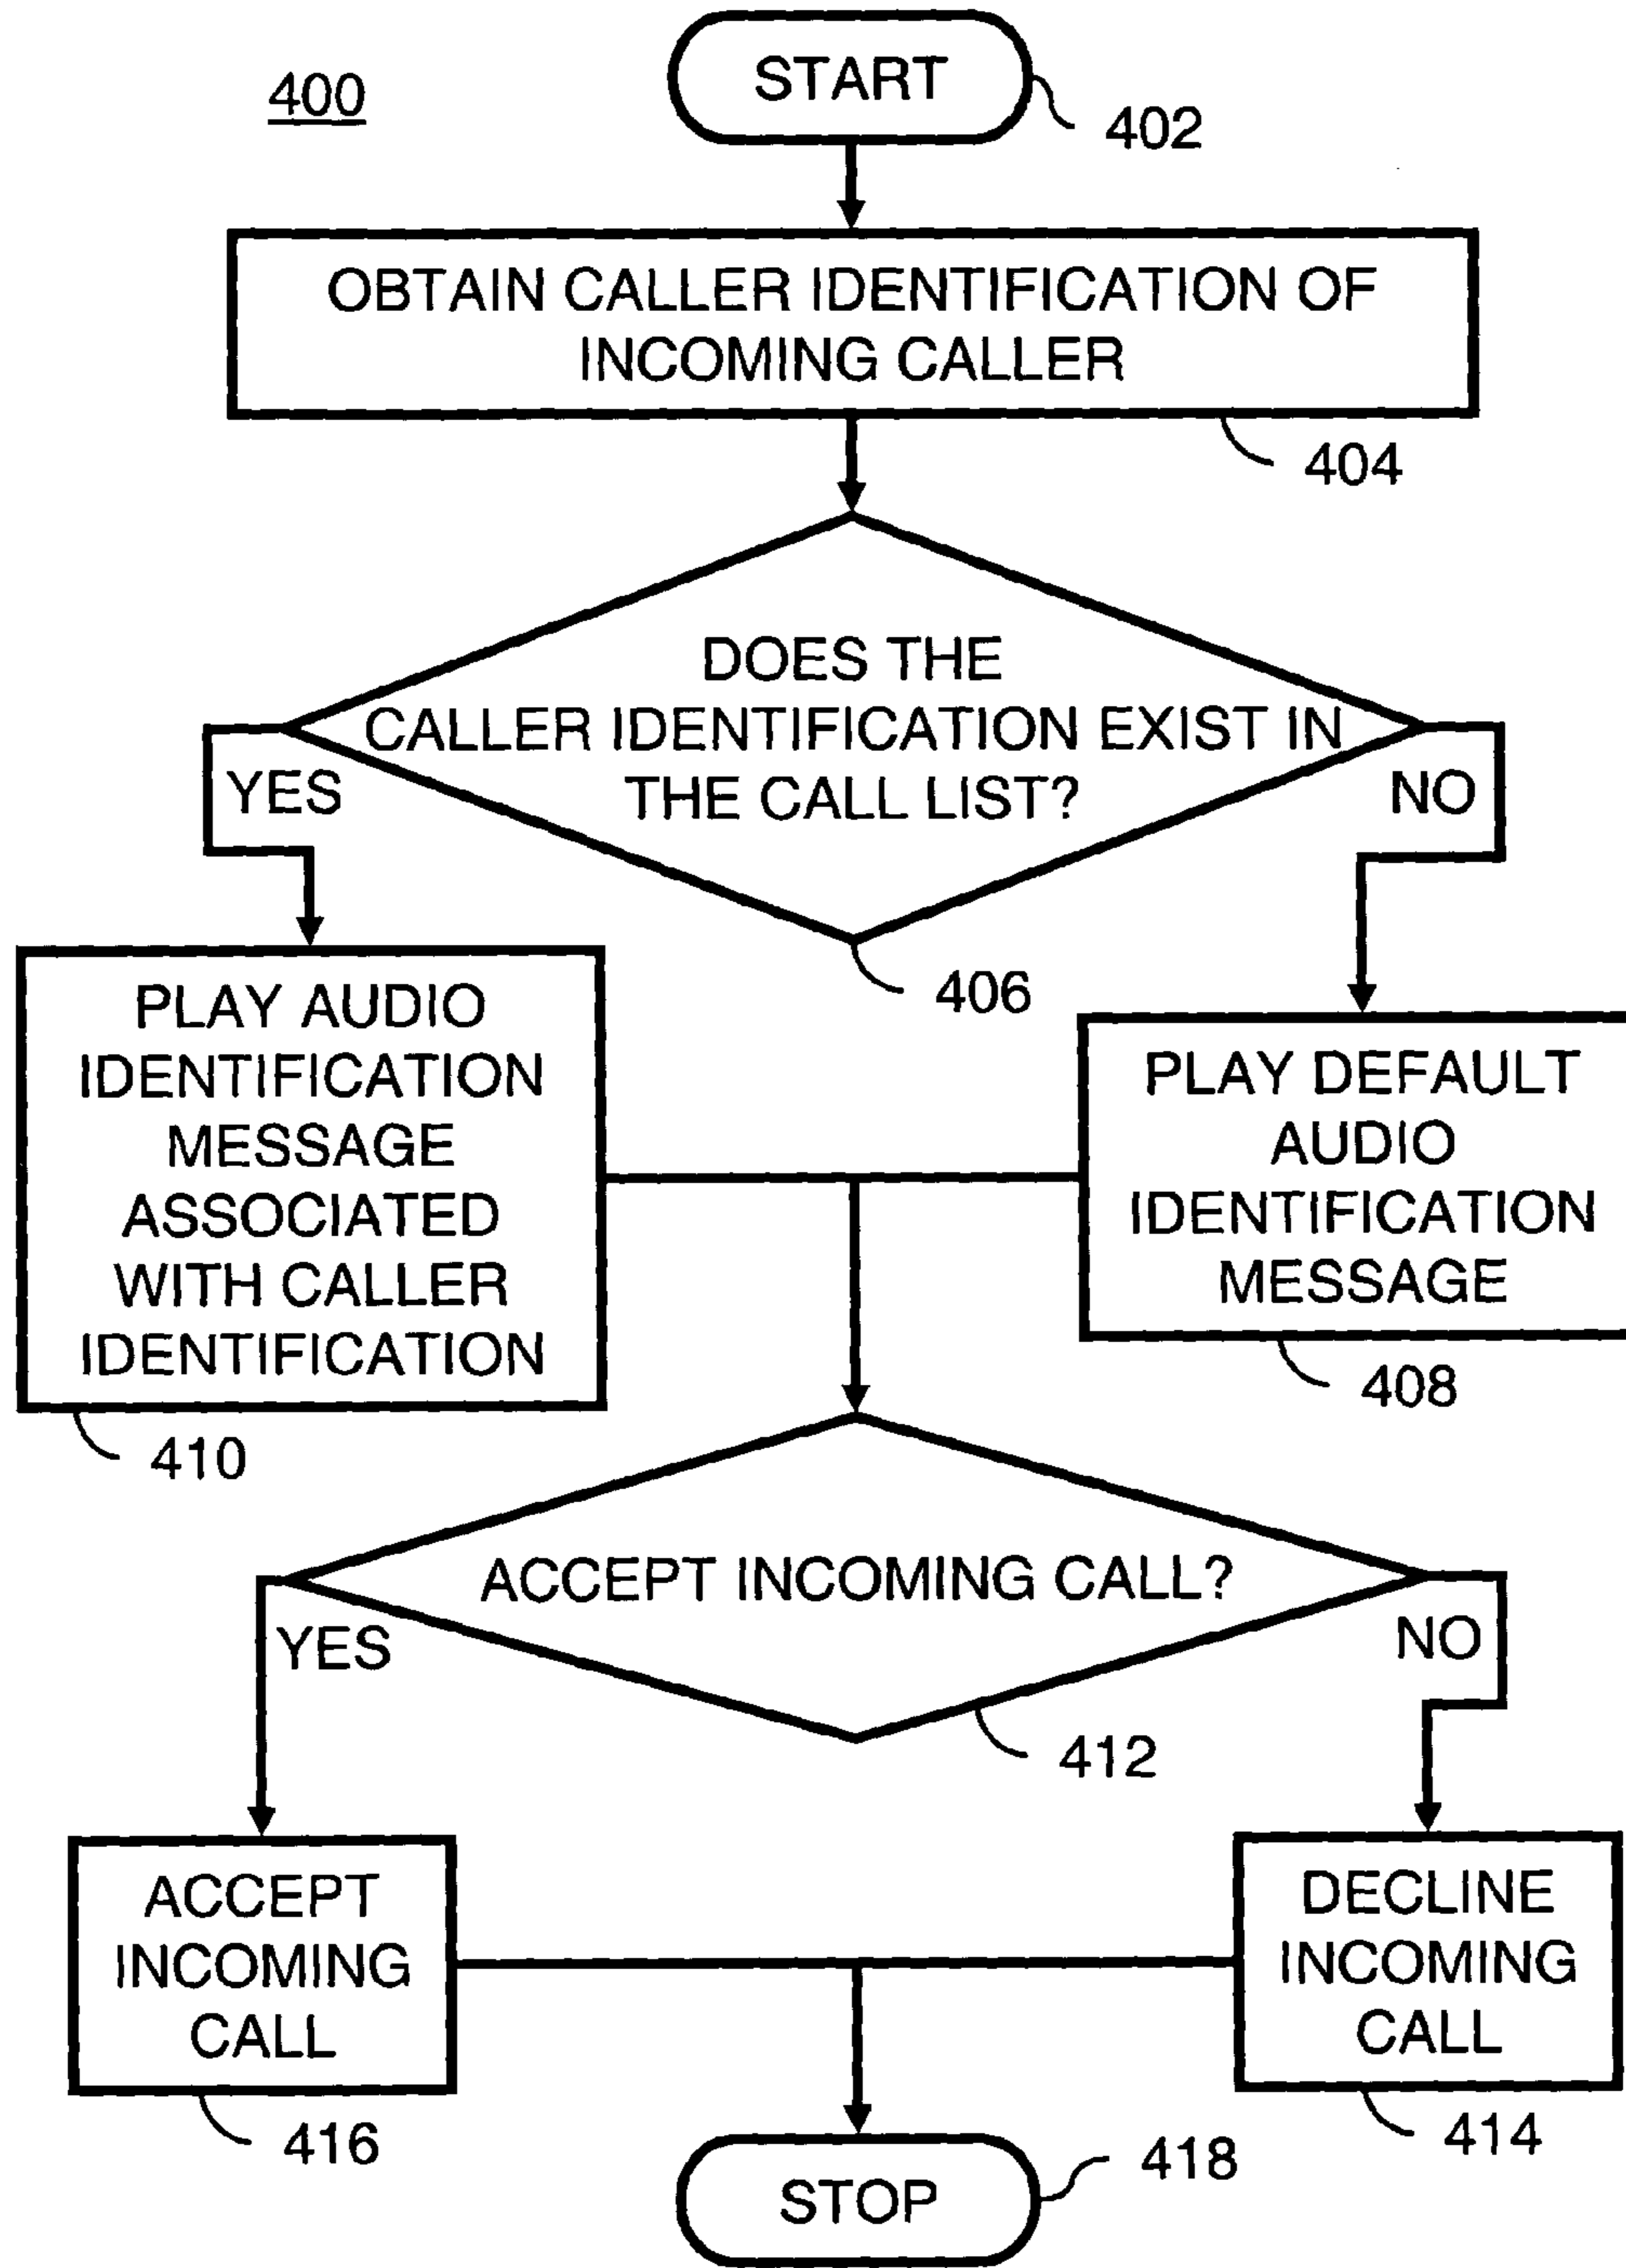 400
START
402
OBTAIN CALLER IDENTIFICATION OF
INCOMING CALLER
404
DOES THE
CALLER IDENTIFICATION EXIST IN
THE CALL LIST?
YES
NO
406
PLAY AUDIO
IDENTIFICATION
MESSAGE
ASSOCIATED
WITH CALLER
IDENTIFICATION
410
PLAY DEFAULT
AUDIO
IDENTIFICATION
MESSAGE
408
ACCEPT INCOMING CALL?
YES
NO
412
ACCEPT
INCOMING
CALL
416
DECLINE
INCOMING
CALL
414
STOP
418